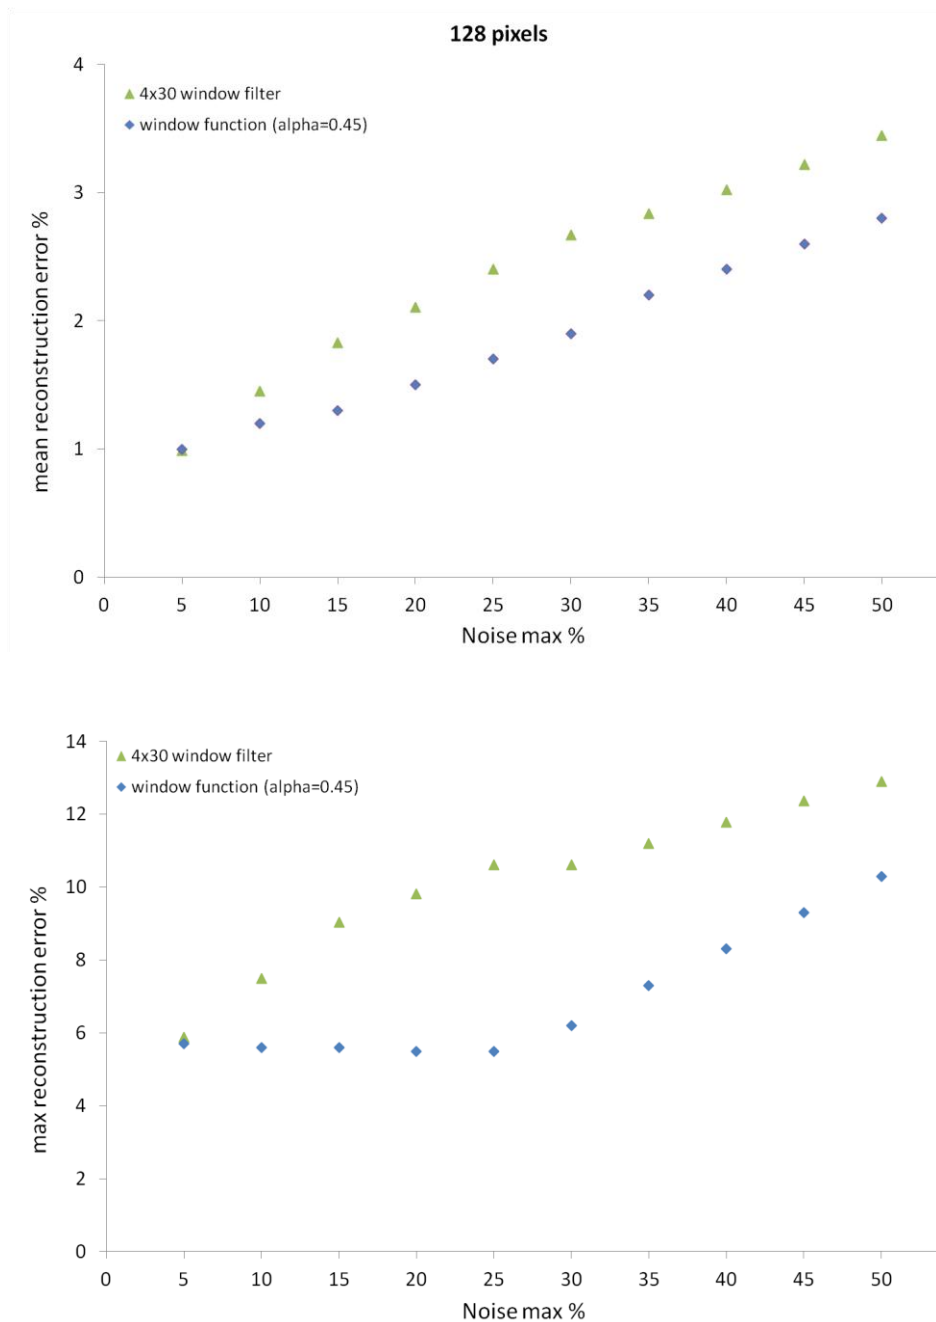 128 pixels
4
3
2
1
0
mean reconstruction error %
4x30 window filter
window function (alpha=0.45)
0 5 10 15 20 25 30 35 40 45 50
Noise max %
14
12
10
8
6
4
2
0
max reconstruction error %
4x30 window filter
window function (alpha=0.45)
0 5 10 15 20 25 30 35 40 45 50
Noise max %